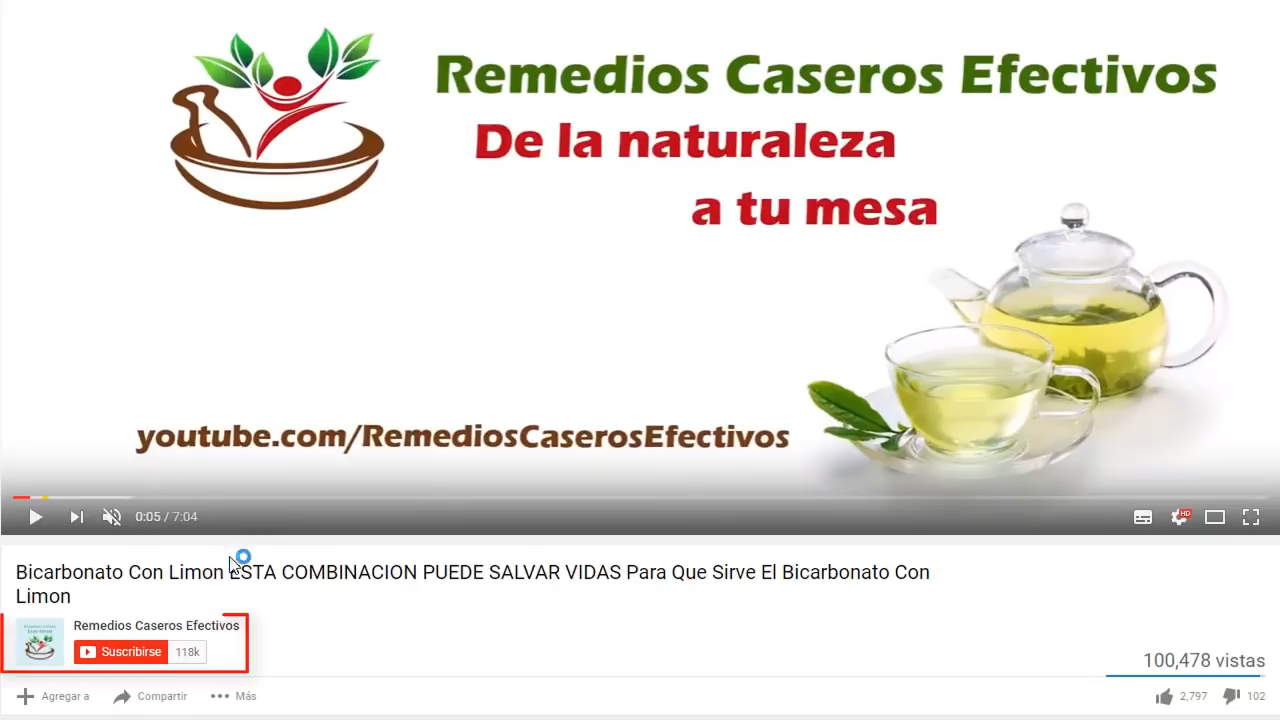 Remedios Caseros Efectivos
De la naturaleza
a tu mesa
youtube.com/RemediosCaserosEfectivos
0:05 / 7:04
HD
Bicarbonato Con Limon ESTA COMBINACION PUEDE SALVAR VIDAS Para Que Sirve El Bicarbonato Con
Limon
Remedios Caseros Efectivos
Suscribirse 118k
100,478 vistas
Agregar a Compartir Más
2,797 102